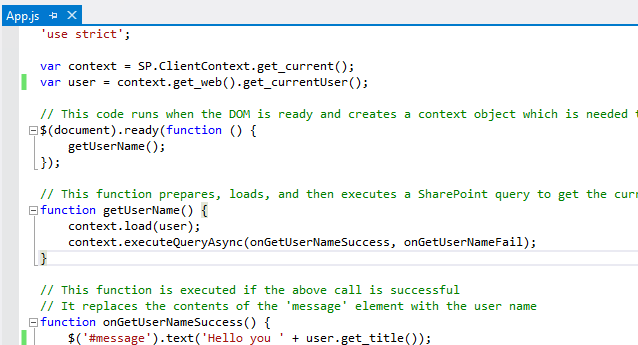 App.js
'use strict';
var context = SP.ClientContext.get_current();
var user = context.get_web().get_currentUser();
// This code runs when the DOM is ready and creates a context object which is needed
$(document).ready(function () {
getUserName();
});
// This function prepares, loads, and then executes a SharePoint query to get the
function getUserName() {
context.load(user);
context.executeQueryAsync(onGetUserNameSuccess, onGetUserNameFail);
}
// This function is executed if the above call is successful
// It replaces the contents of the 'message' element with the user name
function onGetUserNameSuccess() {
$('#message').text('Hello you ' + user.get_title());